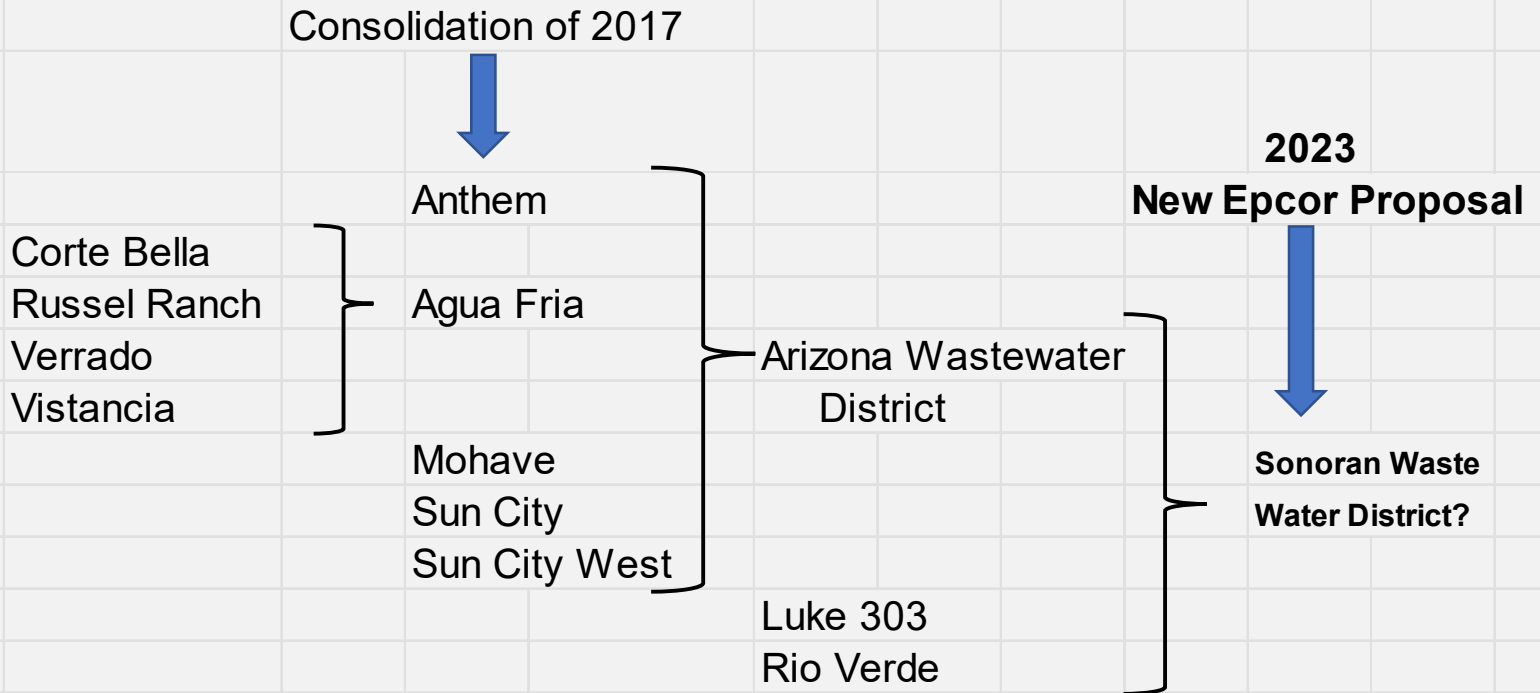 Consolidation of 2017
2023
New Epcor Proposal
Anthem
Corte Bella
Russel Ranch
Verrado
Vistancia
Agua Fria
Arizona Wastewater
District
Mohave
Sun City
Sun City West
Sonoran Waste
Water District?
Luke 303
Rio Verde